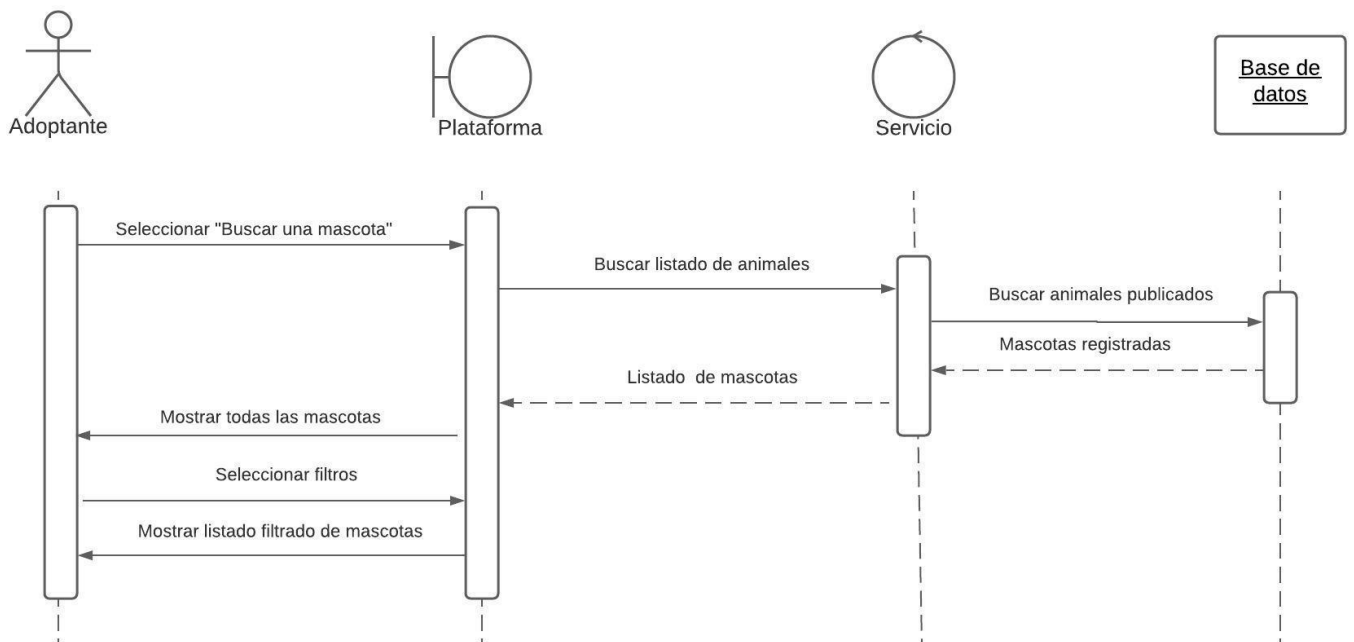 Adoptante
Plataforma
Servicio
Base de
datos
Seleccionar "Buscar una mascota"
Buscar listado de animales
Buscar animales publicados
Mascotas registradas
Listado de mascotas
Mostrar todas las mascotas
Seleccionar filtros
Mostrar listado filtrado de mascotas